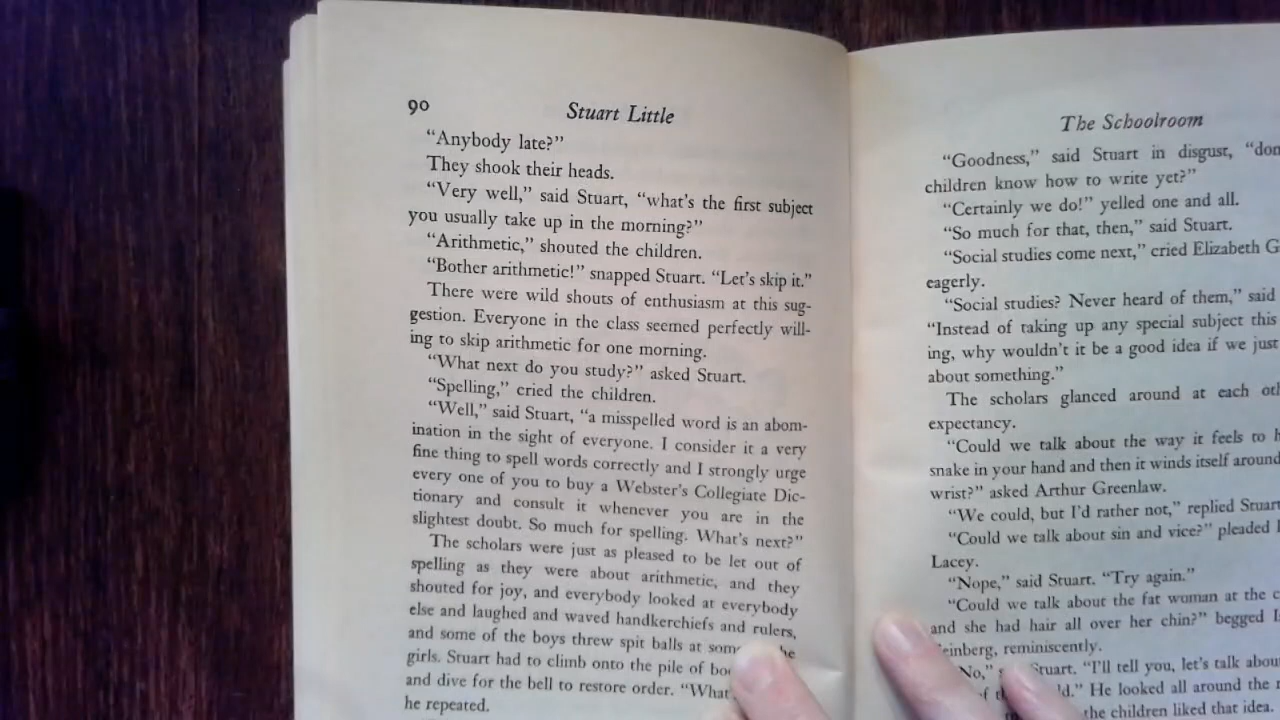 90 Stuart Little
“Anybody late?”
They shook their heads.
“Very well,” said Stuart, “what’s the first subject
you usually take up in the morning?”
“Arithmetic,” shouted the children.
“Bother arithmetic!” snapped Stuart. “Let’s skip it.”
There were wild shouts of enthusiasm at this sug-
gestion. Everyone in the class seemed perfectly will-
ing to skip arithmetic for one morning.
“What next do you study?” asked Stuart.
“Spelling,” cried the children.
“Well,” said Stuart, “a misspelled word is an abom-
ination in the sight of everyone. I consider it a very
fine thing to spell words correctly and I strongly urge
every one of you to buy a Webster’s Collegiate Dic-
tionary and consult it whenever you are in the
slightest doubt. So much for spelling. What’s next?”
The scholars were just as pleased to be let out of
spelling as they were about arithmetic, and they
shouted for joy, and everybody looked at everybody
else and laughed and waved handkerchiefs and rulers,
and some of the boys threw spit balls at some
girls. Stuart had to climb onto the pile of
and dive for the bell to restore order. “What
he repeated.
The Schoolroom
“Goodness,” said Stuart in disgust,
children know how to write yet?”
“Certainly we do!” yelled one and all.
“So much for that, then,” said Stuart.
“Social studies come next,” cried Elizabeth
eagerly.
“Social studies? Never heard of them,” said
“Instead of taking up any special subject this
ing, why wouldn’t it be a good idea if we just
about something.”
The scholars glanced around at each
expectancy.
“Could we talk about the way it feels to
snake in your hand and then it winds itself around
wrist?” asked Arthur Greenlaw.
“We could, but I’d rather not,” replied Stuart
“Could we talk about sin and vice?” pleaded
Lacey.
“Nope,” said Stuart. “Try again.”
“Could we talk about the fat woman at the
and she had hair all over her chin?” begged
reminiscently.
“No,” Stuart. “I’ll tell you, let’s talk
He looked all around the
the children liked that idea.